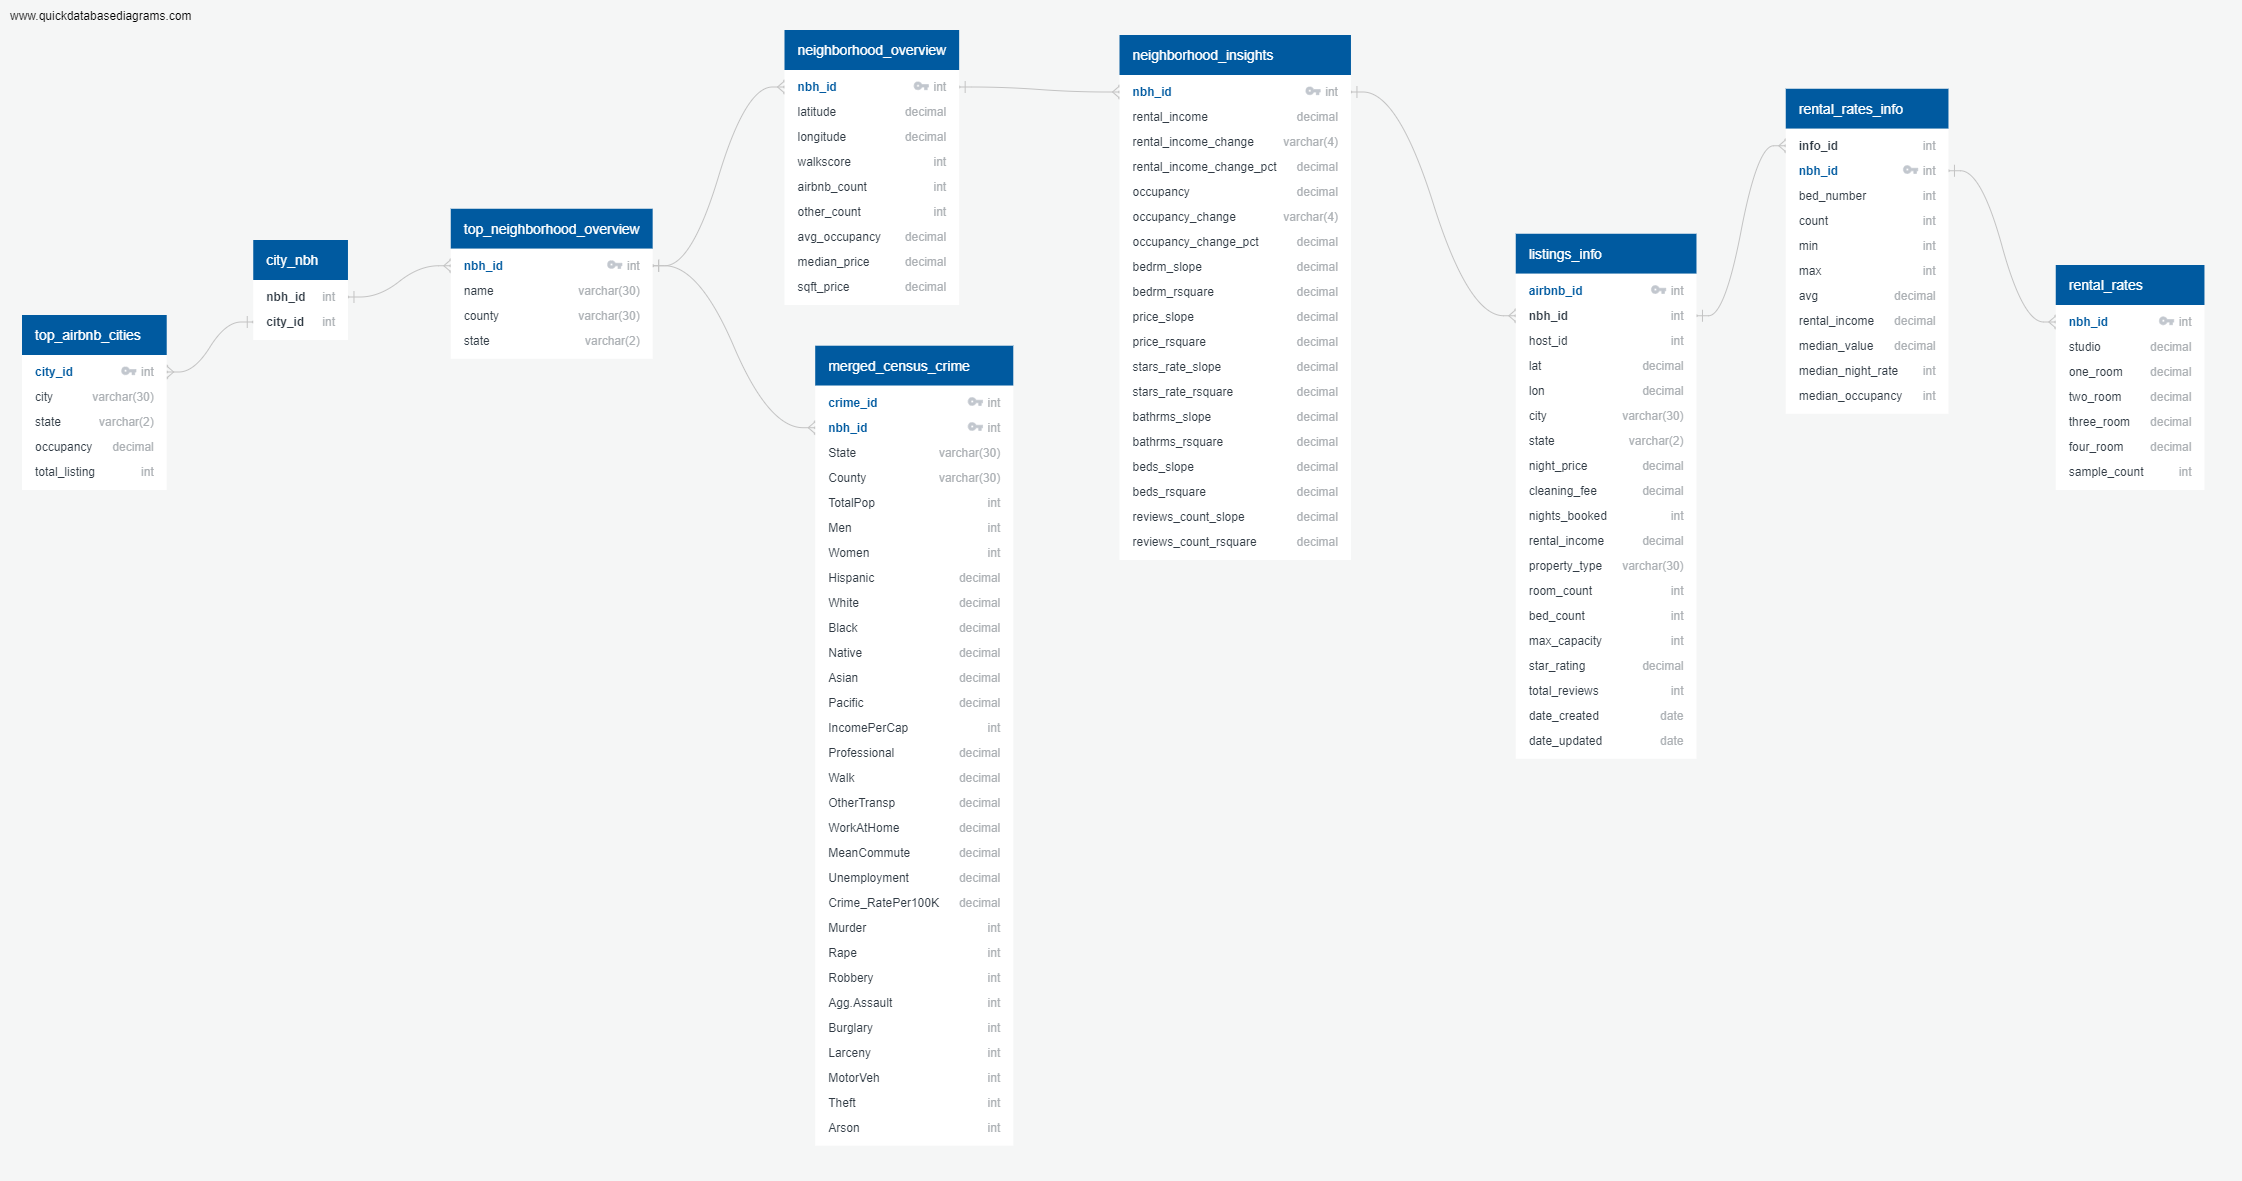 www.quickdatabasediagrams.com
top_airbnb_cities
city_id int
city varchar(30)
state varchar(2)
occupancy decimal
total_listing int
city_nbh
nbh_id int
city_id int
top_neighborhood_overview
nbh_id int
name varchar(30)
county varchar(30)
state varchar(2)
neighborhood_overview
nbh_id int
latitude decimal
longitude decimal
walkscore int
airbnb_count int
other_count int
avg_occupancy decimal
median_price decimal
sqft_price decimal
merged_census_crime
crime_id int
nbh_id int
State varchar(30)
County varchar(30)
TotalPop int
Men int
Women int
Hispanic decimal
White decimal
Black decimal
Native decimal
Asian decimal
Pacific decimal
IncomePerCap int
Professional decimal
Walk decimal
OtherTransp decimal
WorkAtHome decimal
MeanCommute decimal
Unemployment decimal
Crime_RatePer100K decimal
Murder int
Rape int
Robbery int
Agg.Assault int
Burglary int
Larceny int
MotorVeh int
Theft int
Arson int
neighborhood_insights
nbh_id int
rental_income decimal
rental_income_change varchar(4)
rental_income_change_pct decimal
occupancy decimal
occupancy_change varchar(4)
occupancy_change_pct decimal
bedrm_slope decimal
bedrm_rsquare decimal
price_slope decimal
price_rsquare decimal
stars_rate_slope decimal
stars_rate_rsquare decimal
bathrms_slope decimal
bathrms_rsquare decimal
beds_slope decimal
beds_rsquare decimal
reviews_count_slope decimal
reviews_count_rsquare decimal
listings_info
airbnb_id int
nbh_id int
host_id int
lat decimal
lon decimal
city varchar(30)
state varchar(2)
night_price decimal
cleaning_fee decimal
nights_booked int
rental_income decimal
property_type varchar(30)
room_count int
bed_count int
max_capacity int
star_rating decimal
total_reviews int
date_created date
date_updated date
rental_rates_info
info_id int
nbh_id int
bed_number int
count int
min int
max int
avg decimal
rental_income decimal
median_value decimal
median_night_rate int
median_occupancy int
rental_rates
nbh_id int
studio decimal
one_room decimal
two_room decimal
three_room decimal
four_room decimal
sample_count int